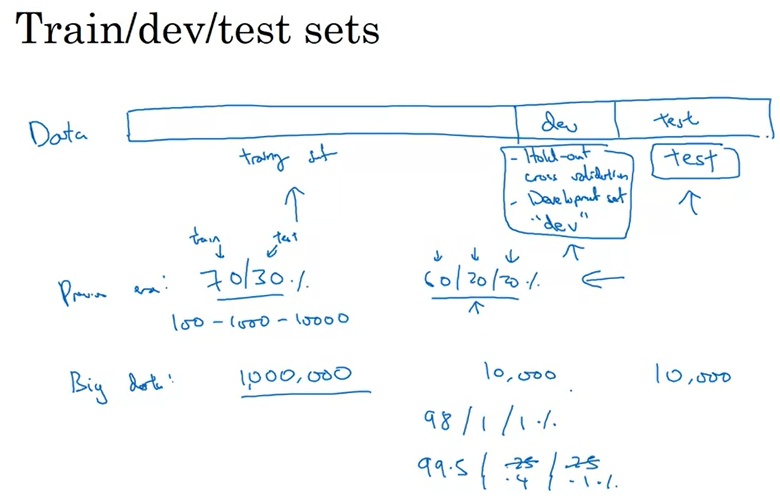 Train/dev/test sets
Data
dev
test
training set
- Hold-out
cross validation
- Development set
"dev"
test
train
test
Previous era: 70/30%
60/20/20%
100-1000-10000
Big data: 1,000,000
10,000
10,000
98/1/1%
99.5/.25/.25
.4/.1%